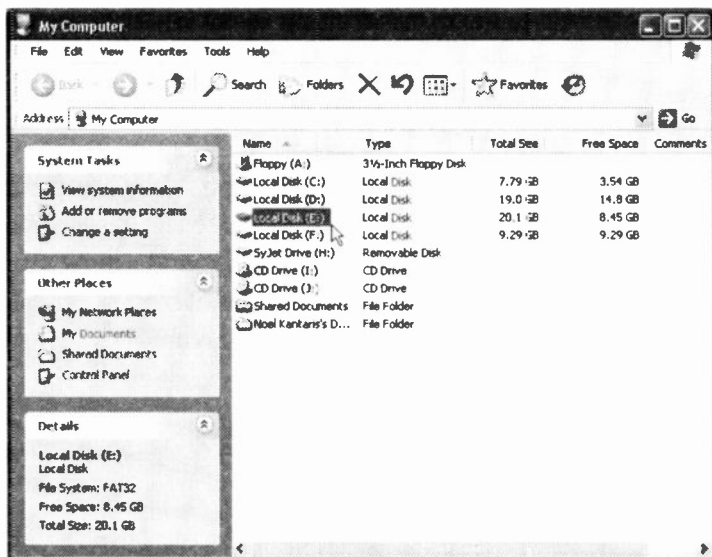 My Computer
File Edit View Favorites Tools Help
Back Search Folders Favorites
Address My Computer Go
System Tasks
View system information
Add or remove programs
Change a setting
Other Places
My Network Places
My Documents
Shared Documents
Control Panel
Details
Local Disk (E:)
Local Disk
File System: FAT32
Free Space: 8.45 GB
Total Size: 20.1 GB
Name Type Total Size Free Space Comments
Floppy (A:) 3½-Inch Floppy Disk
Local Disk (C:) Local Disk 7.79 GB 3.54 GB
Local Disk (D:) Local Disk 19.0 GB 14.8 GB
Local Disk (E:) Local Disk 20.1 GB 8.45 GB
Local Disk (F:) Local Disk 9.29 GB 9.29 GB
SyJet Drive (H:) Removable Disk
CD Drive (I:) CD Drive
CD Drive (J:) CD Drive
Shared Documents File Folder
Noel Kantaris's D... File Folder